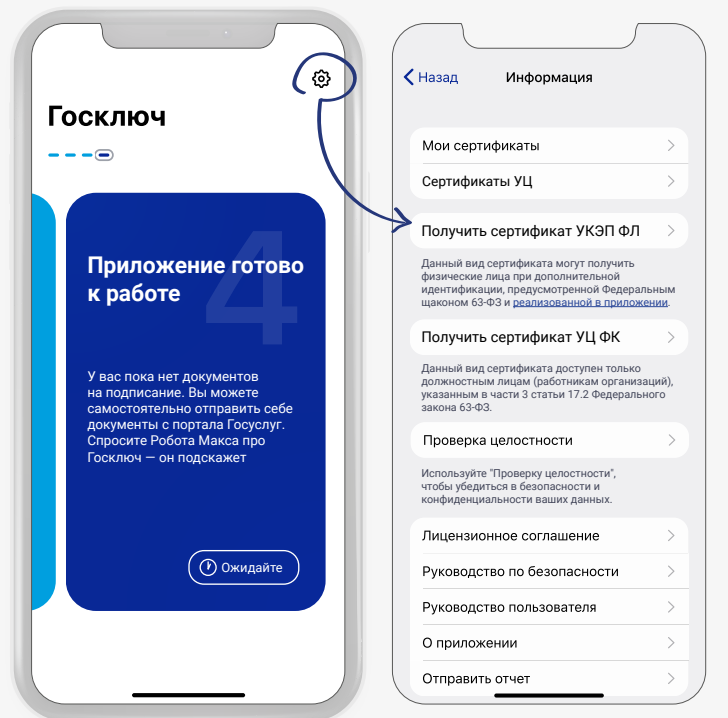 Госключ
4
Приложение готово
к работе
У вас пока нет документов
на подписание. Вы можете
самостоятельно отправить себе
документы с портала Госуслуг.
Спросите Робота Макса про
Госключ — он подскажет
Ожидайте
Назад
Информация
Мои сертификаты
Сертификаты УЦ
Получить сертификат УКЭП ФЛ
Данный вид сертификата могут получить
физические лица при дополнительной
идентификации, предусмотренной Федеральным
щаконом 63-ФЗ и реализованной в приложении.
Получить сертификат УЦ ФК
Данный вид сертификата доступен только
должностным лицам (работникам организаций),
указанным в части 3 статьи 17.2 Федерального
закона 63-ФЗ.
Проверка целостности
Используйте "Проверку целостности",
чтобы убедиться в безопасности и
конфиденциальности ваших данных.
Лицензионное соглашение
Руководство по безопасности
Руководство пользователя
О приложении
Отправить отчет